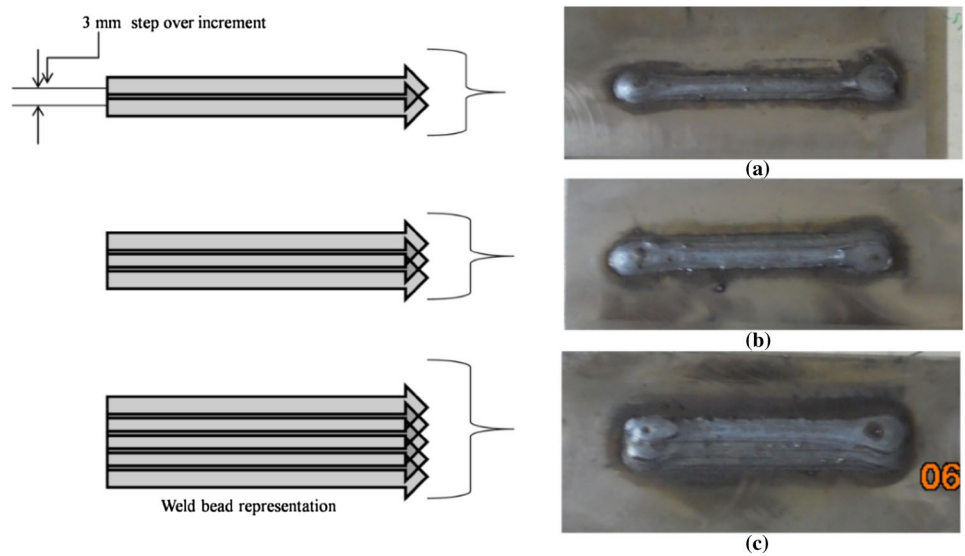 3 mm step over increment
(a)
(b)
(c)
06
Weld bead representation